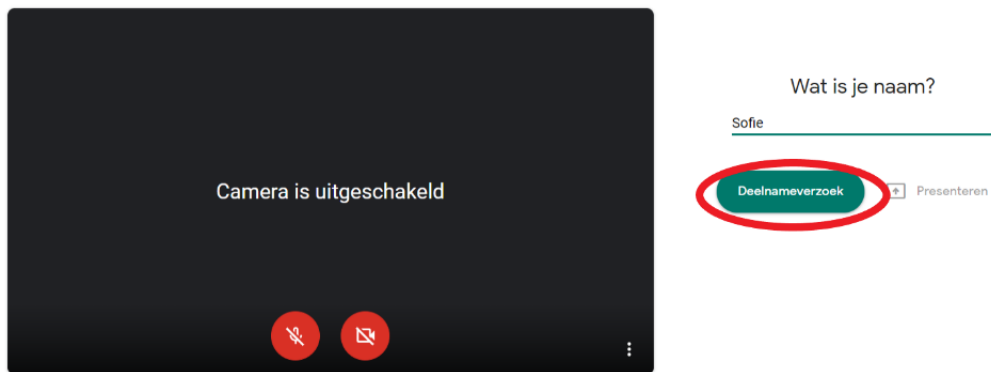 Wat is je naam?
Sofie
Camera is uitgeschakeld
Deelnameverzoek
Presenteren